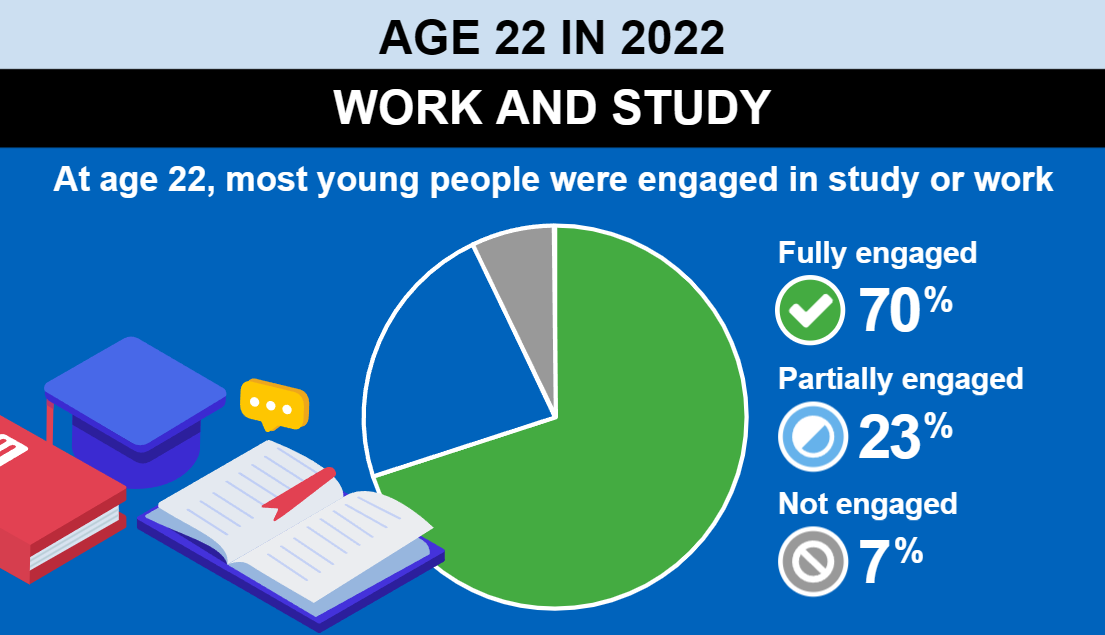 AGE 22 IN 2022
WORK AND STUDY
At age 22, most young people were engaged in study or work
Fully engaged
70%
Partially engaged
23%
Not engaged
7%